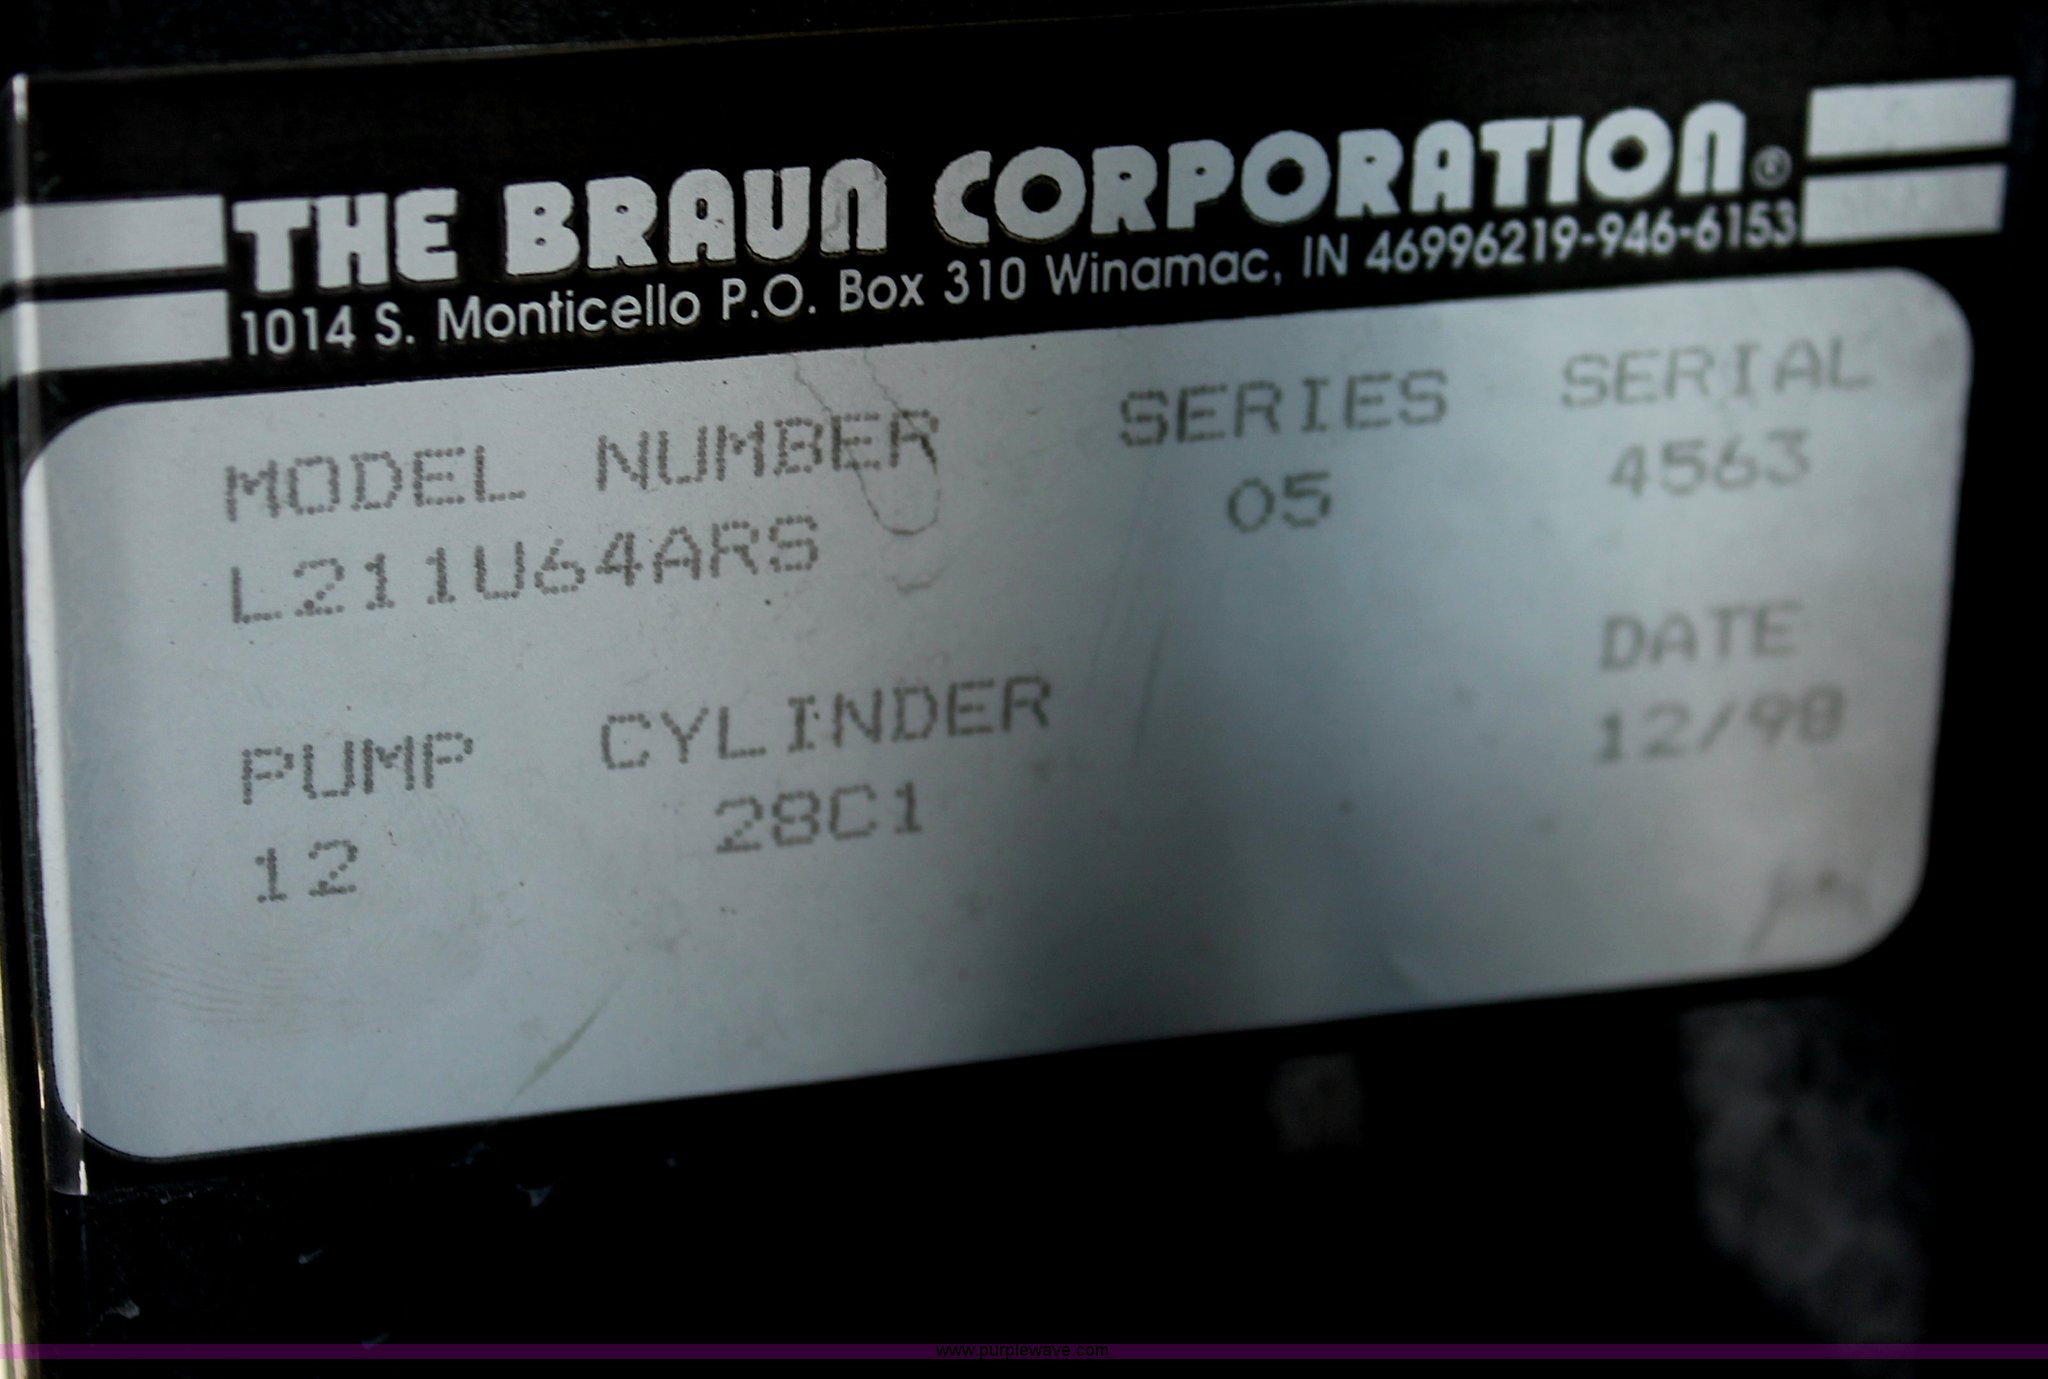 THE BRAUN CORPORATION®
1014 S. Monticello P.O. Box 310 Winamac, IN 46996219-946-6153
MODEL NUMBER SERIES SERIAL
L211U64ARS 05 4563
PUMP CYLINDER DATE
12 28C1 12/98
www.purplewave.com